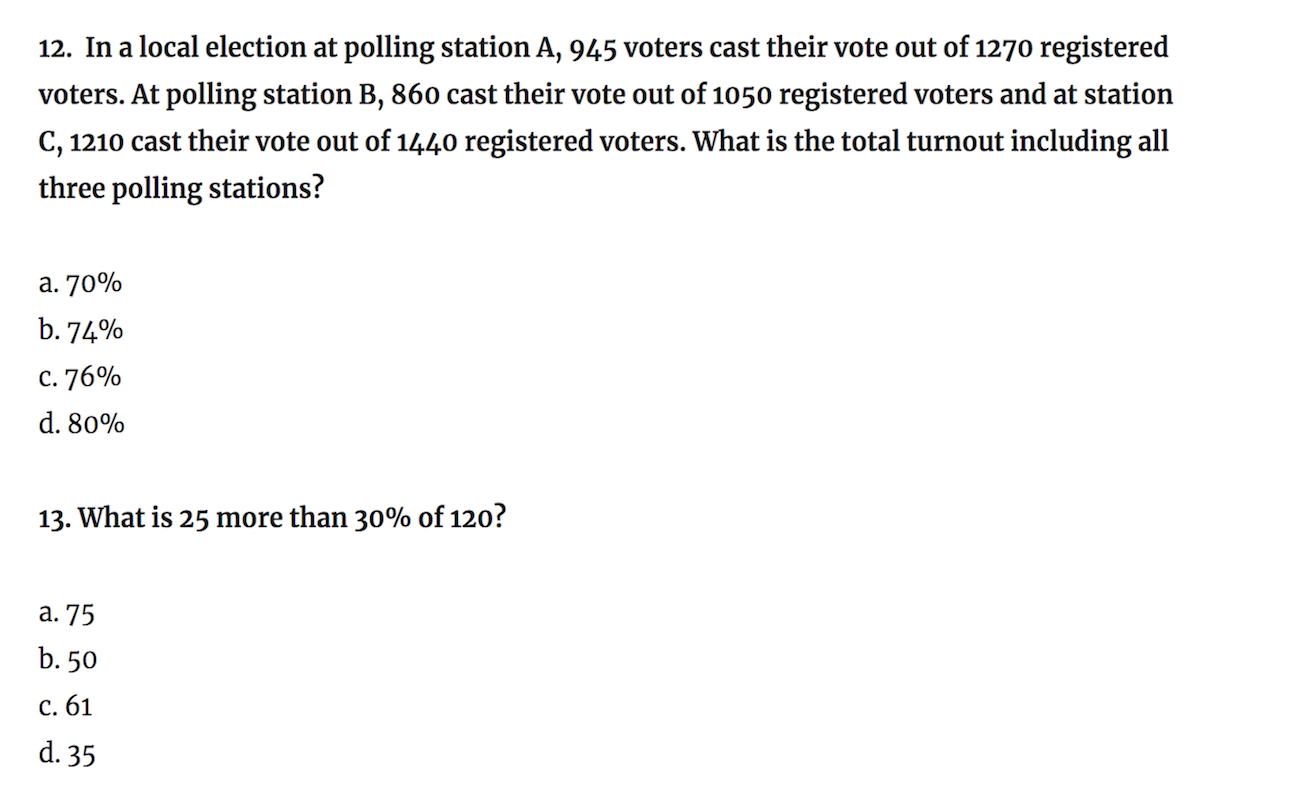 12. In a local election at polling station A, 945 voters cast their vote out of 1270 registered
voters. At polling station B, 860 cast their vote out of 1050 registered voters and at station
C, 1210 cast their vote out of 1440 registered voters. What is the total turnout including all
three polling stations?
a. 70%
b. 74%
c. 76%
d. 80%
13. What is 25 more than 30% of 120?
a. 75
b. 50
c. 61
d. 35